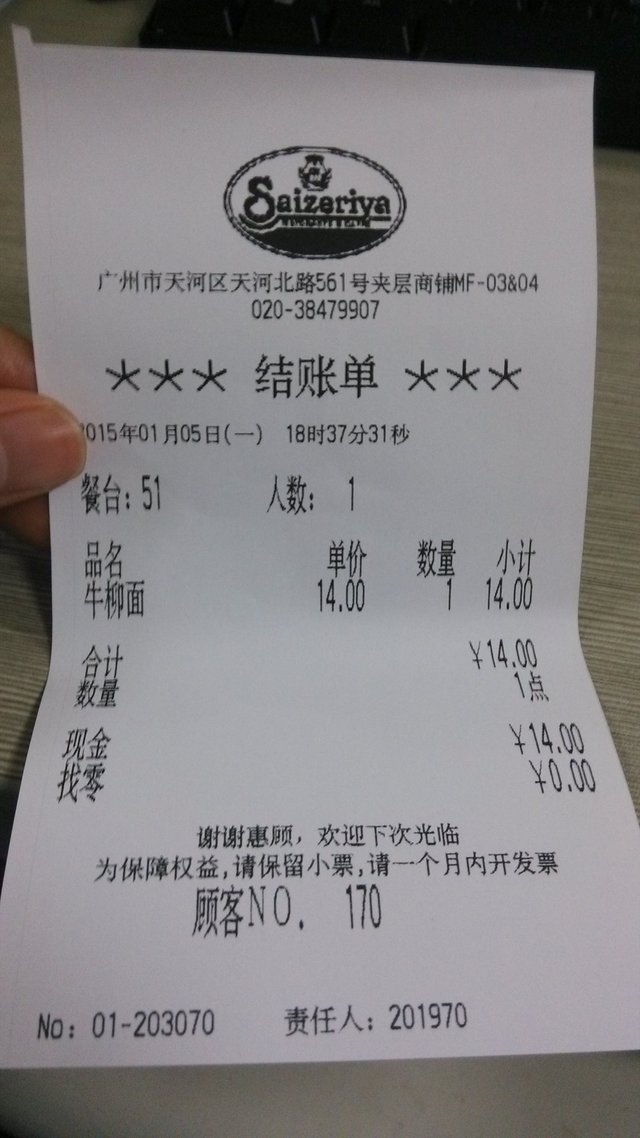 Saizeriya
广州市天河区天河北路561号夹层商铺MF-03&04
020-38479907
*** 结账单 ***
2015年01月05日(一) 18时37分31秒
餐台: 51 人数: 1
品名 单价 数量 小计
牛柳面 14.00 1 14.00
合计 ¥14.00
数量 1点
现金 ¥14.00
找零 ¥0.00
谢谢惠顾，欢迎下次光临
为保障权益,请保留小票,请一个月内开发票
顾客NO. 170
No: 01-203070 责任人: 201970